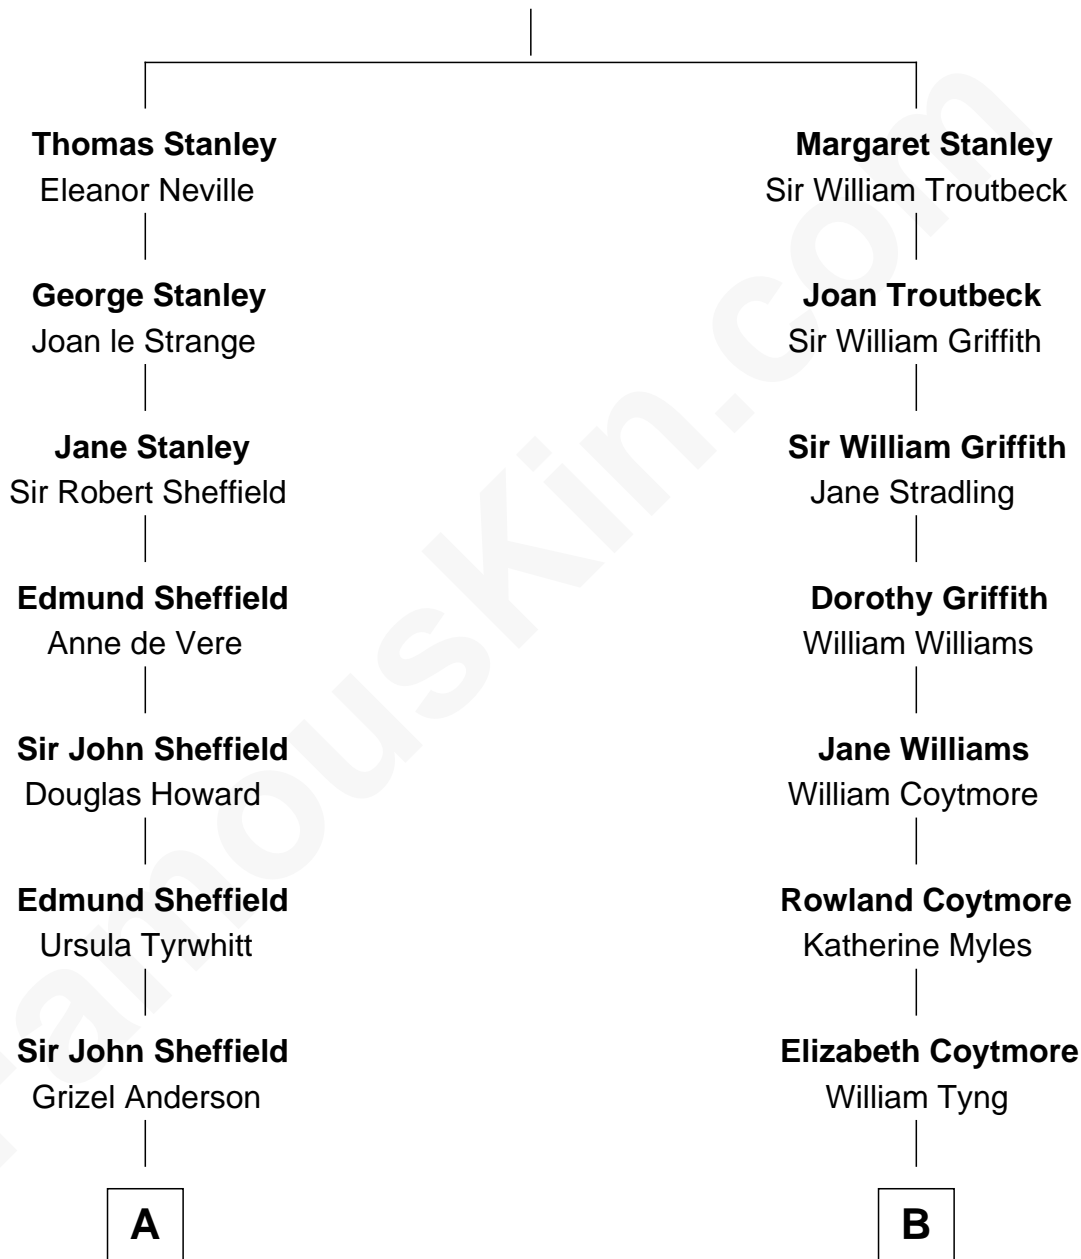 Thomas Stanley
Eleanor Neville
George Stanley
Joan le Strange
Jane Stanley
Sir Robert Sheffield
Edmund Sheffield
Anne de Vere
Sir John Sheffield
Douglas Howard
Edmund Sheffield
Ursula Tyrwhitt
Sir John Sheffield
Grizel Anderson
A
Margaret Stanley
Sir William Troutbeck
Joan Troutbeck
Sir William Griffith
Sir William Griffith
Jane Stradling
Dorothy Griffith
William Williams
Jane Williams
William Coytmore
Rowland Coytmore
Katherine Myles
Elizabeth Coytmore
William Tyng
B
FamousKin.com